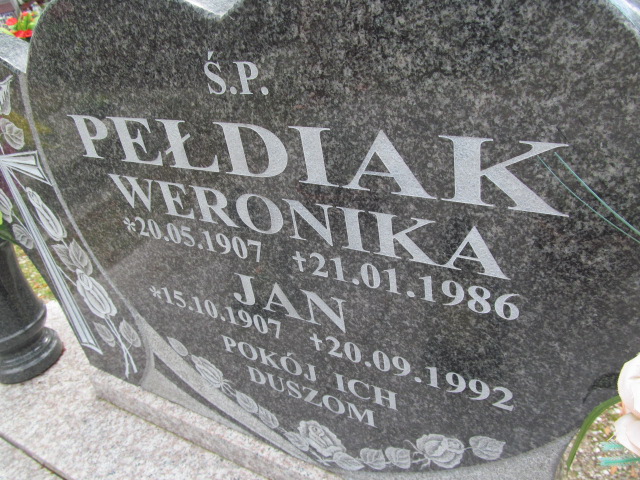 Ś.P.
PEŁDIAK
WERONIKA
*20.05.1907 +21.01.1986
JAN
*15.10.1907 +20.09.1992
POKÓJ ICH
DUSZOM